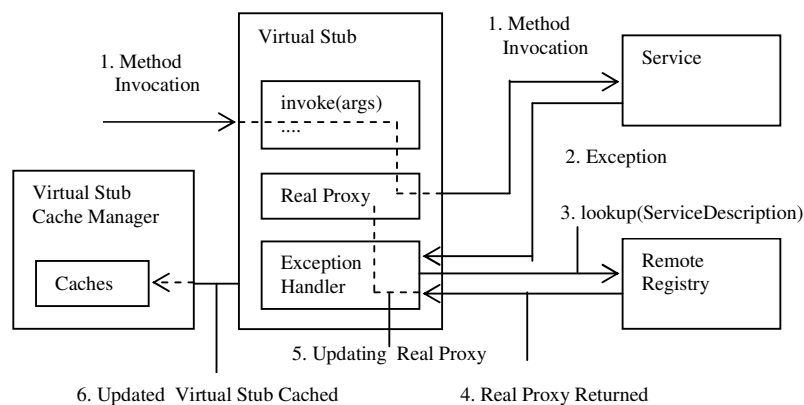 Virtual Stub
1. Method
Invocation
1. Method
Invocation
Service
invoke(args)
....
2. Exception
Virtual Stub
Cache Manager
Real Proxy
3. lookup(ServiceDescription)
Caches
Exception
Handler
Remote
Registry
5. Updating Real Proxy
6. Updated Virtual Stub Cached
4. Real Proxy Returned